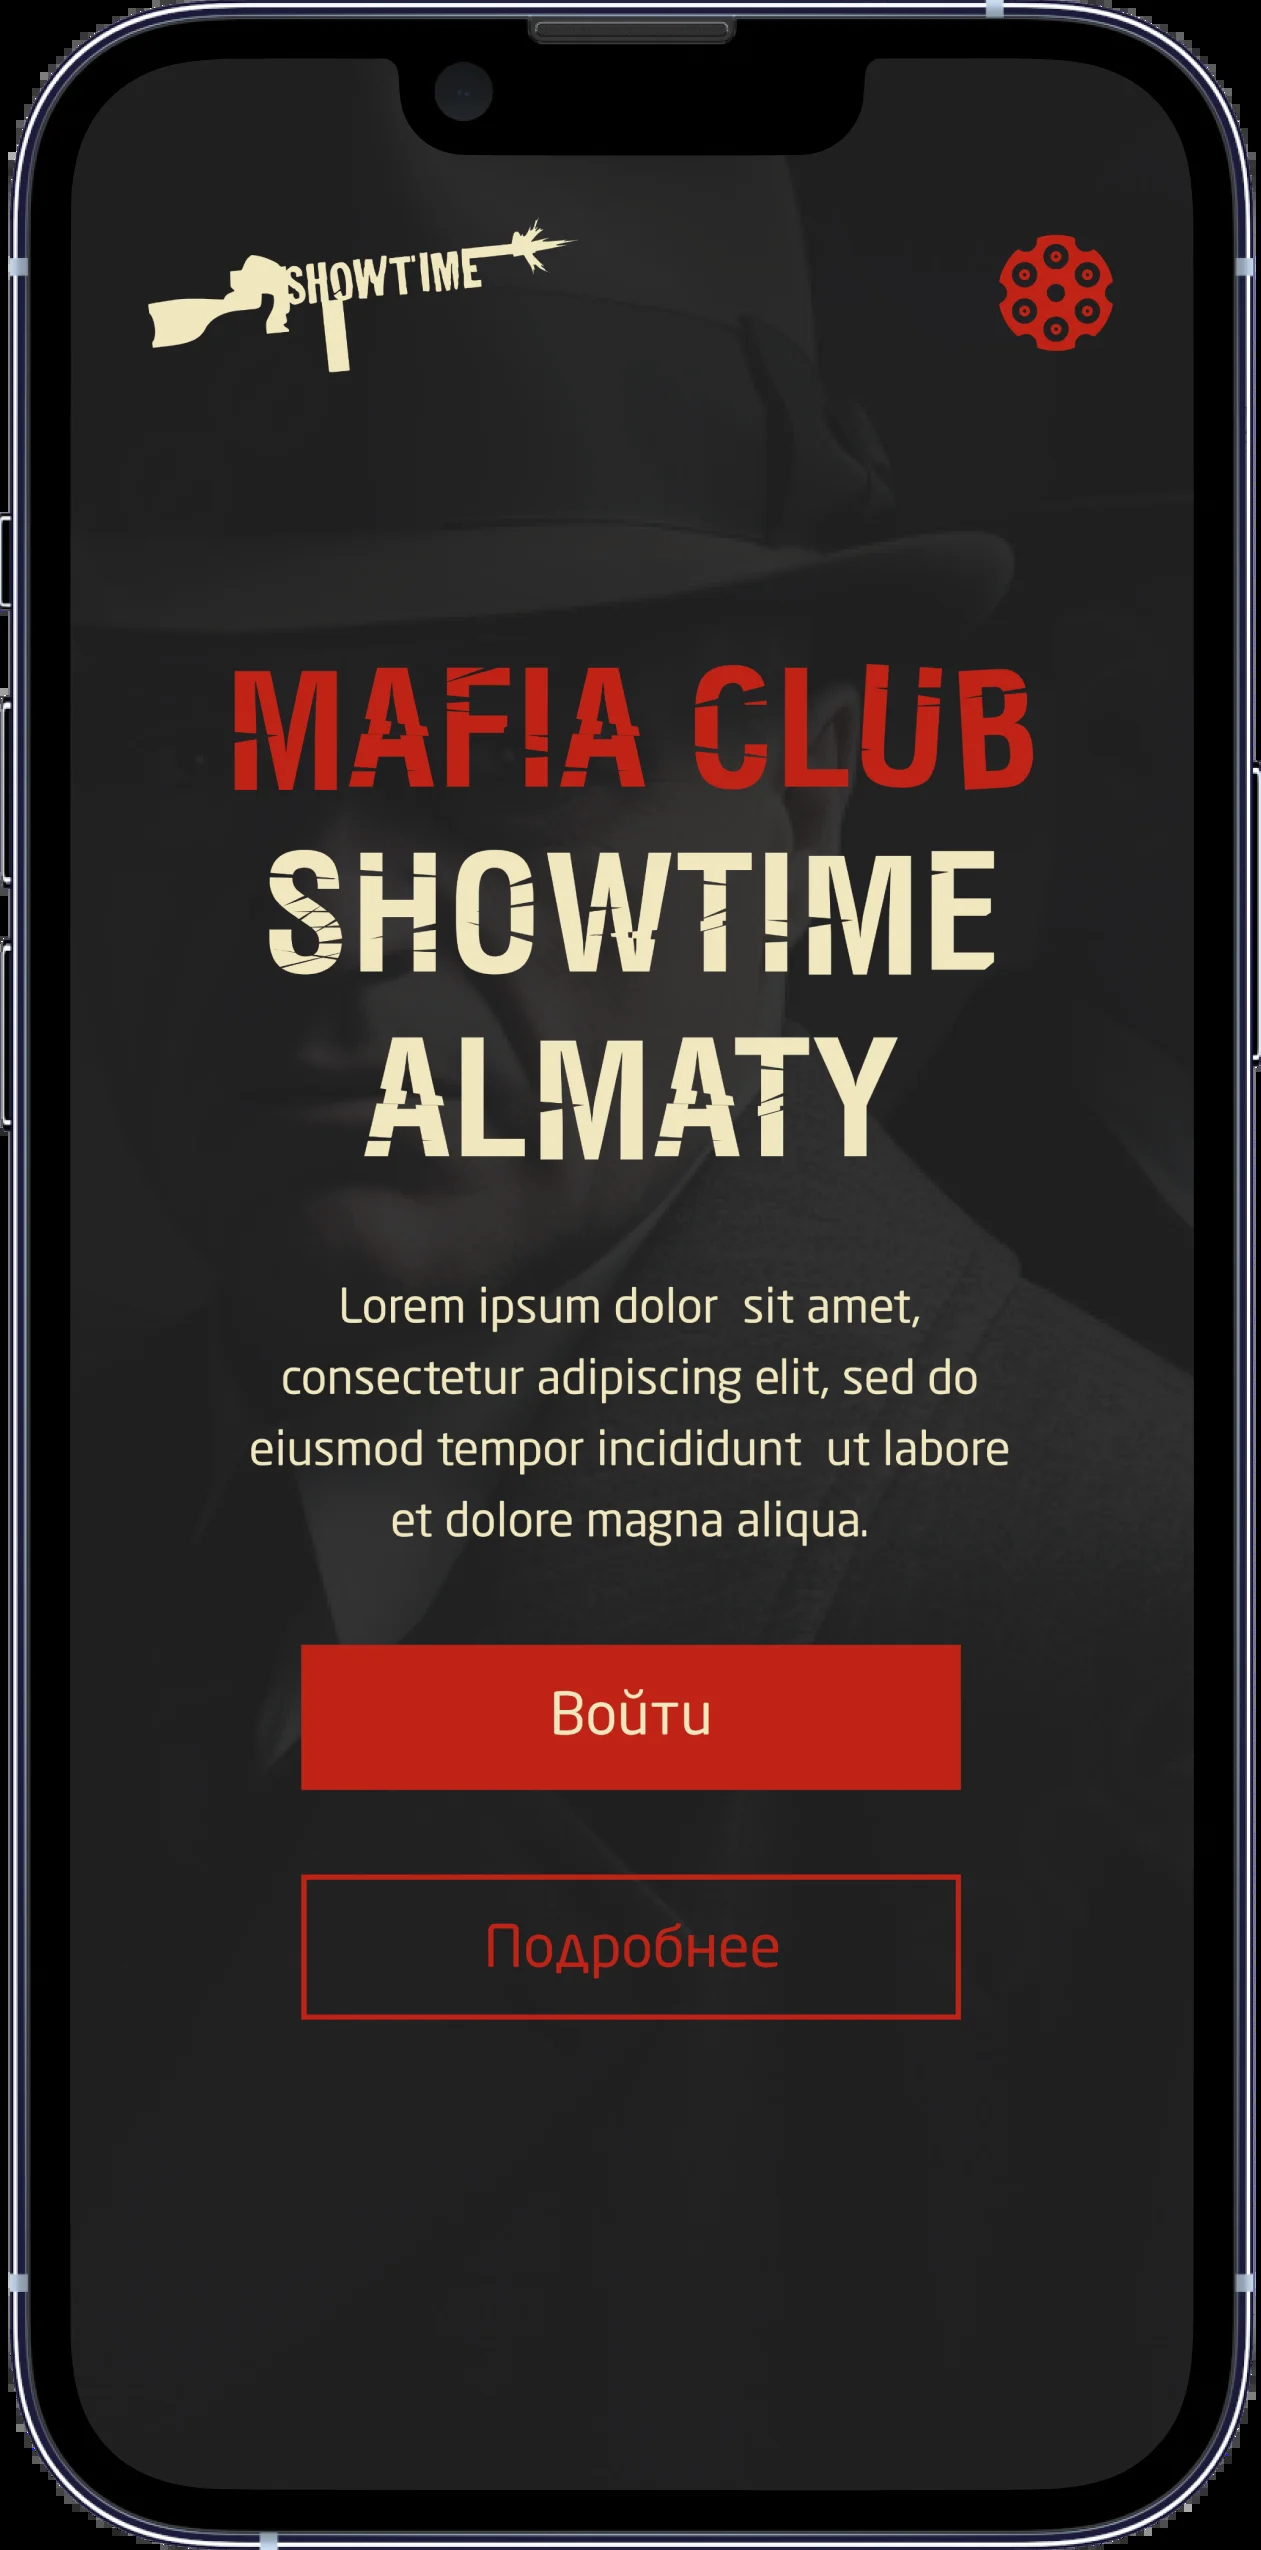 SHOWTIME
MAFIA CLUB
SHOWTIME
ALMATY
Lorem ipsum dolor  sit amet,
consectetur adipiscing elit, sed do
eiusmod tempor incididunt  ut labore
et dolore magna aliqua.
Войти
Подробнее